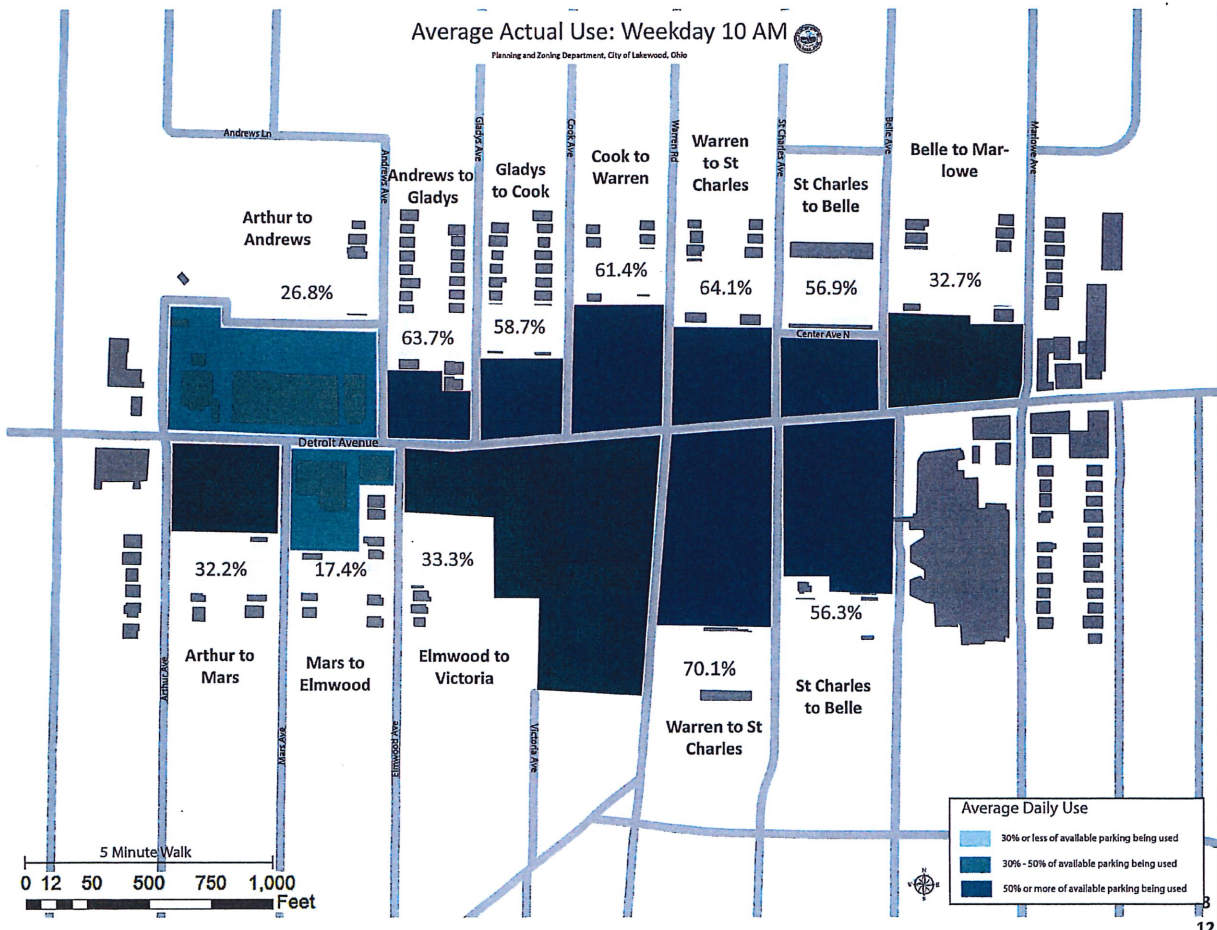 Average Actual Use: Weekday 10 AM
Planning and Zoning Department, City of Lakewood, Ohio
Andrews Ln
Andrews Ave
Gladys Ave
Cook Ave
Warren Rd
St Charles Ave
Belle Ave
Marlowe Ave
Arthur to
Andrews
26.8%
Andrews to
Gladys
63.7%
Gladys
to Cook
58.7%
Cook to
Warren
61.4%
Warren
to St
Charles
64.1%
St Charles
to Belle
56.9%
Center Ave N
Belle to Mar-
lowe
32.7%
Detroit Avenue
32.2%
Arthur to
Mars
17.4%
Mars to
Elmwood
33.3%
Elmwood to
Victoria
70.1%
Warren to St
Charles
56.3%
St Charles
to Belle
Arthur Ave
Mars Ave
Elmwood Ave
Victoria Ave
5 Minute Walk
0 12 50 500 750 1,000
Feet
Average Daily Use
30% or less of available parking being used
30% - 50% of available parking being used
50% or more of available parking being used
N
12